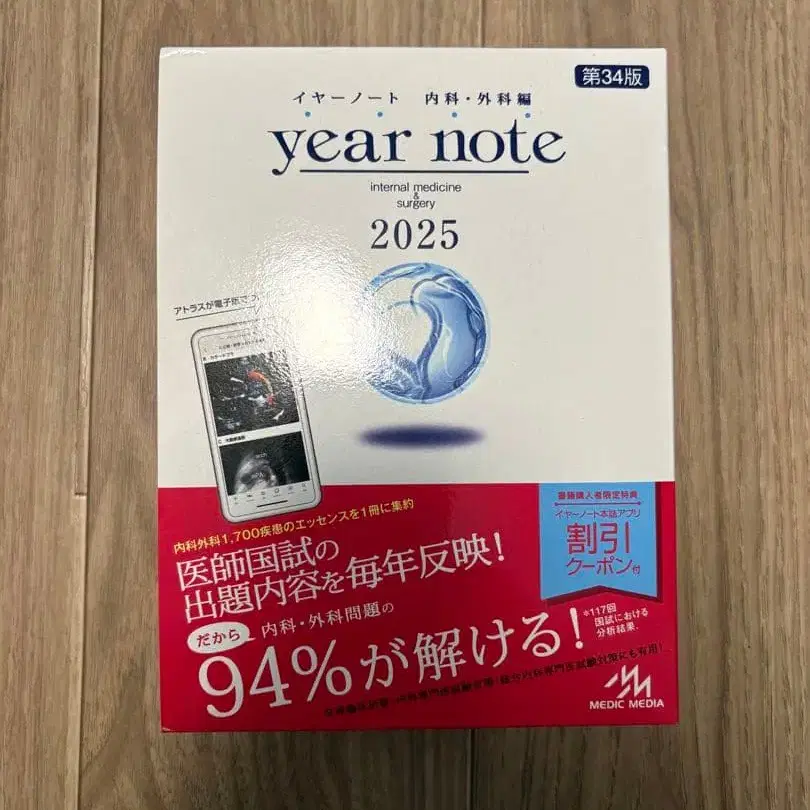 第34版
イヤーノート 内科・外科編
year note
internal medicine
&
surgery
2025
アトラスが電子版で
内科外科1,700疾患のエッセンスを1冊に集約
医師国試の
出題内容を毎年反映!
だから 内科・外科問題の
94%が解ける!
*117回
国試における
分析結果.
書籍購入者限定特典
イヤーノート本誌アプリ
割引
クーポン付
MEDIC MEDIA